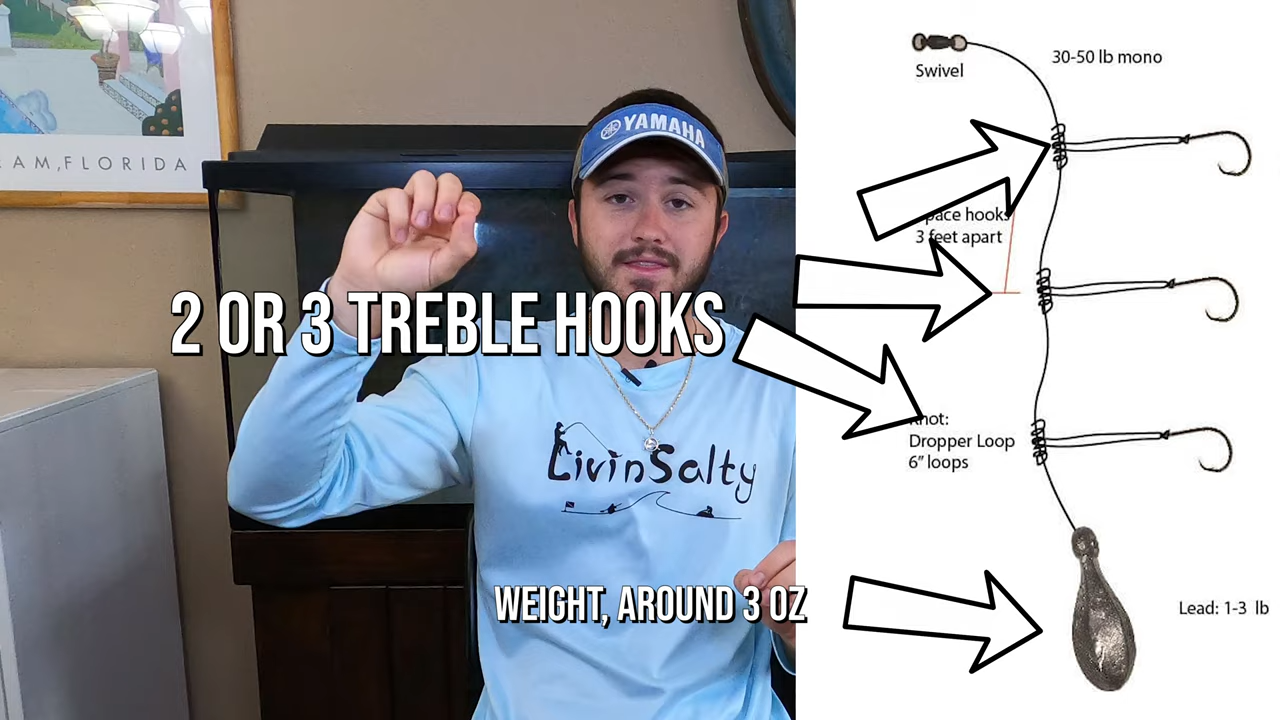 AM, FLORIDA
YAMAHA
2 OR 3 TREBLE HOOKS
LivinSalty
WEIGHT, AROUND 3 OZ
Swivel
30-50 lb mono
pace hooks
3 feet apart
not:
Dropper Loop
6” loops
Lead: 1-3 lb